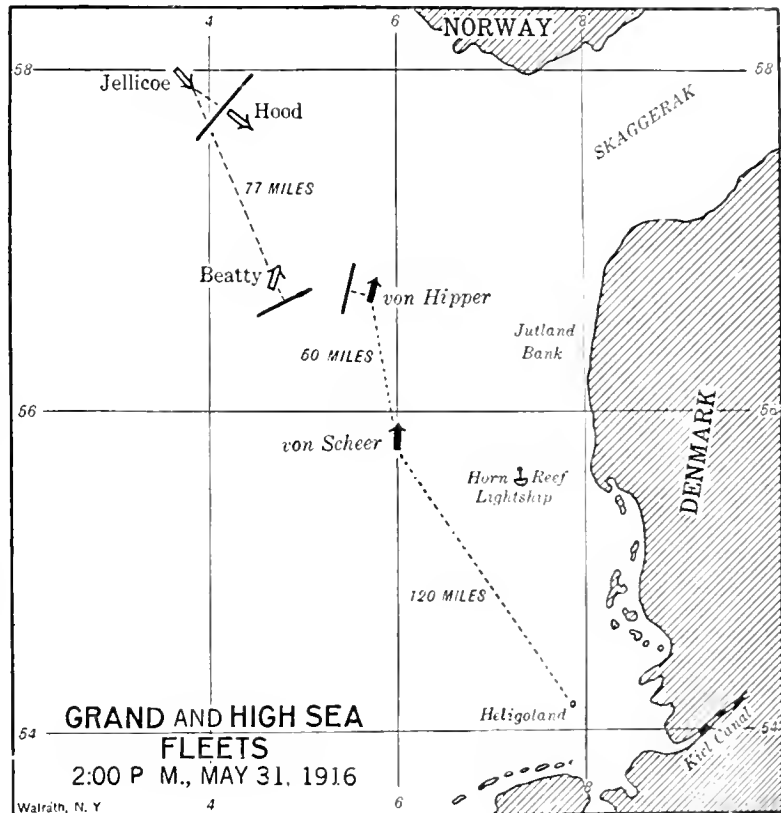 4 6 8
NORWAY
58 58
Jellicoe
Hood
SKAGGERAK
77 MILES
Beatty
von Hipper
Jutland
Bank
60 MILES
56 56
von Scheer
DENMARK
Horn Reef
Lightship
120 MILES
Heligoland
54 54
Kiel Canal
GRAND AND HIGH SEA
FLEETS
2:00 P M., MAY 31, 1916
Walrath, N. Y
4 6 8